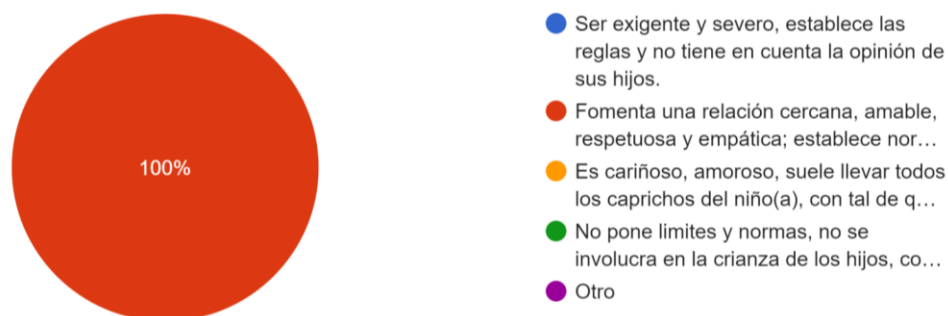 100%
Ser exigente y severo, establece las
reglas y no tiene en cuenta la opinión de
sus hijos.
Fomenta una relación cercana, amable,
respetuosa y empática; establece nor...
Es cariñoso, amoroso, suele llevar todos
los caprichos del niño(a), con tal de q...
No pone limites y normas, no se
involucra en la crianza de los hijos, co...
Otro